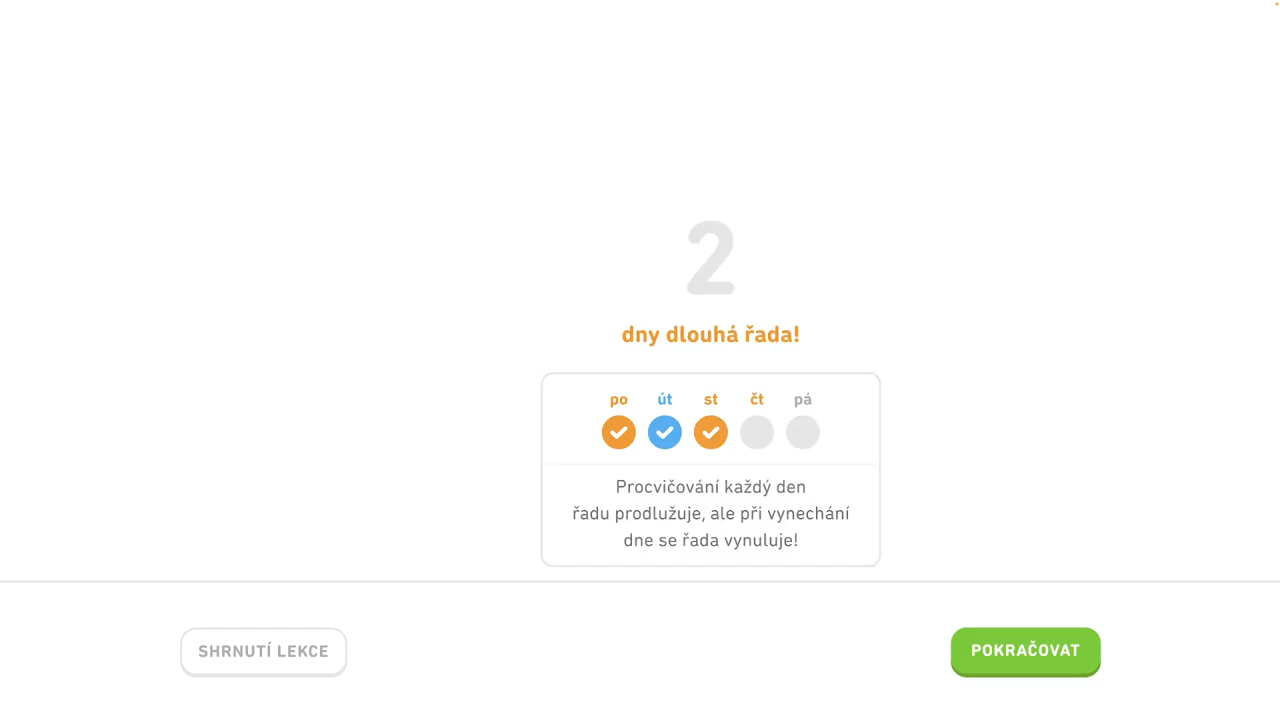 2
dny dlouhá řada!
po út st čt pá
Procvičování každý den
řadu prodlužuje, ale při vynechání
dne se řada vynuluje!
SHRNUTÍ LEKCE
POKRAČOVAT